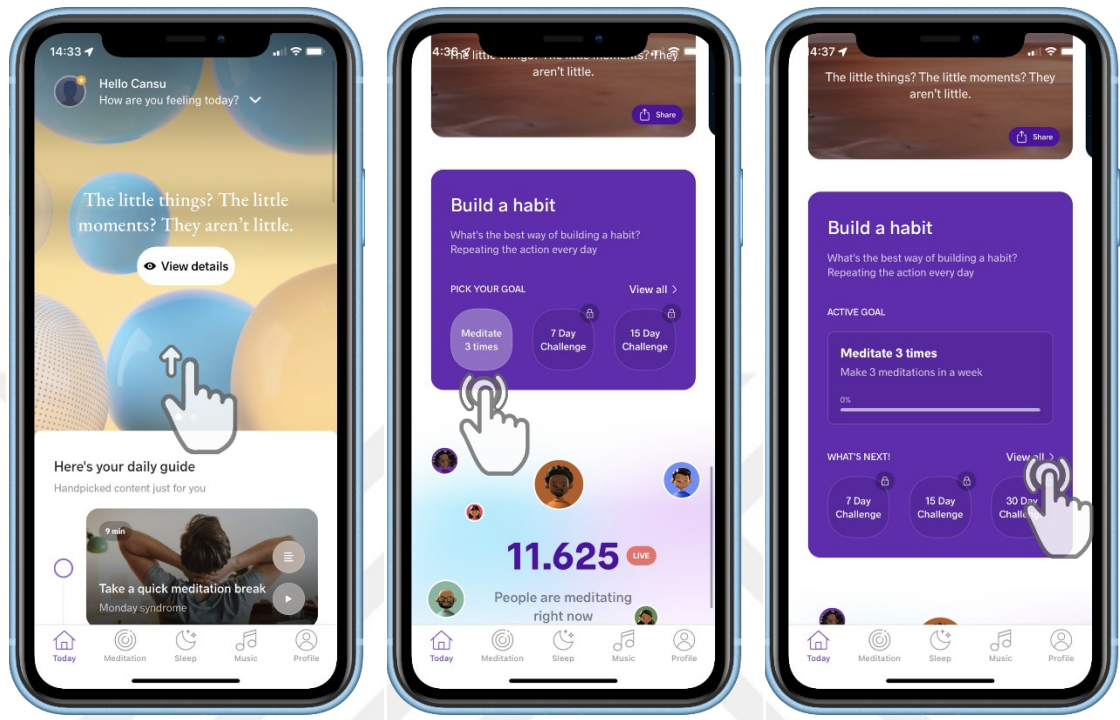 14:33
Hello Cansu
How are you feeling today?
The little things? The little
moments? They aren't little.
View details
Here's your daily guide
Handpicked content just for you
9 min
Take a quick meditation break
Monday syndrome
Today
Meditation
Sleep
Music
Profile
4:36
The little things? The little moments? They
aren't little.
Share
Build a habit
What's the best way of building a habit?
Repeating the action every day
PICK YOUR GOAL
View all >
Meditate
3 times
7 Day
Challenge
15 Day
Challenge
11.625
LIVE
People are meditating
right now
Today
Meditation
Sleep
Music
Profile
14:37
The little things? The little moments? They
aren't little.
Share
Build a habit
What's the best way of building a habit?
Repeating the action every day
ACTIVE GOAL
Meditate 3 times
Make 3 meditations in a week
0%
WHAT'S NEXT!
View all >
7 Day
Challenge
15 Day
Challenge
30 Day
Challenge
Today
Meditation
Sleep
Music
Profile